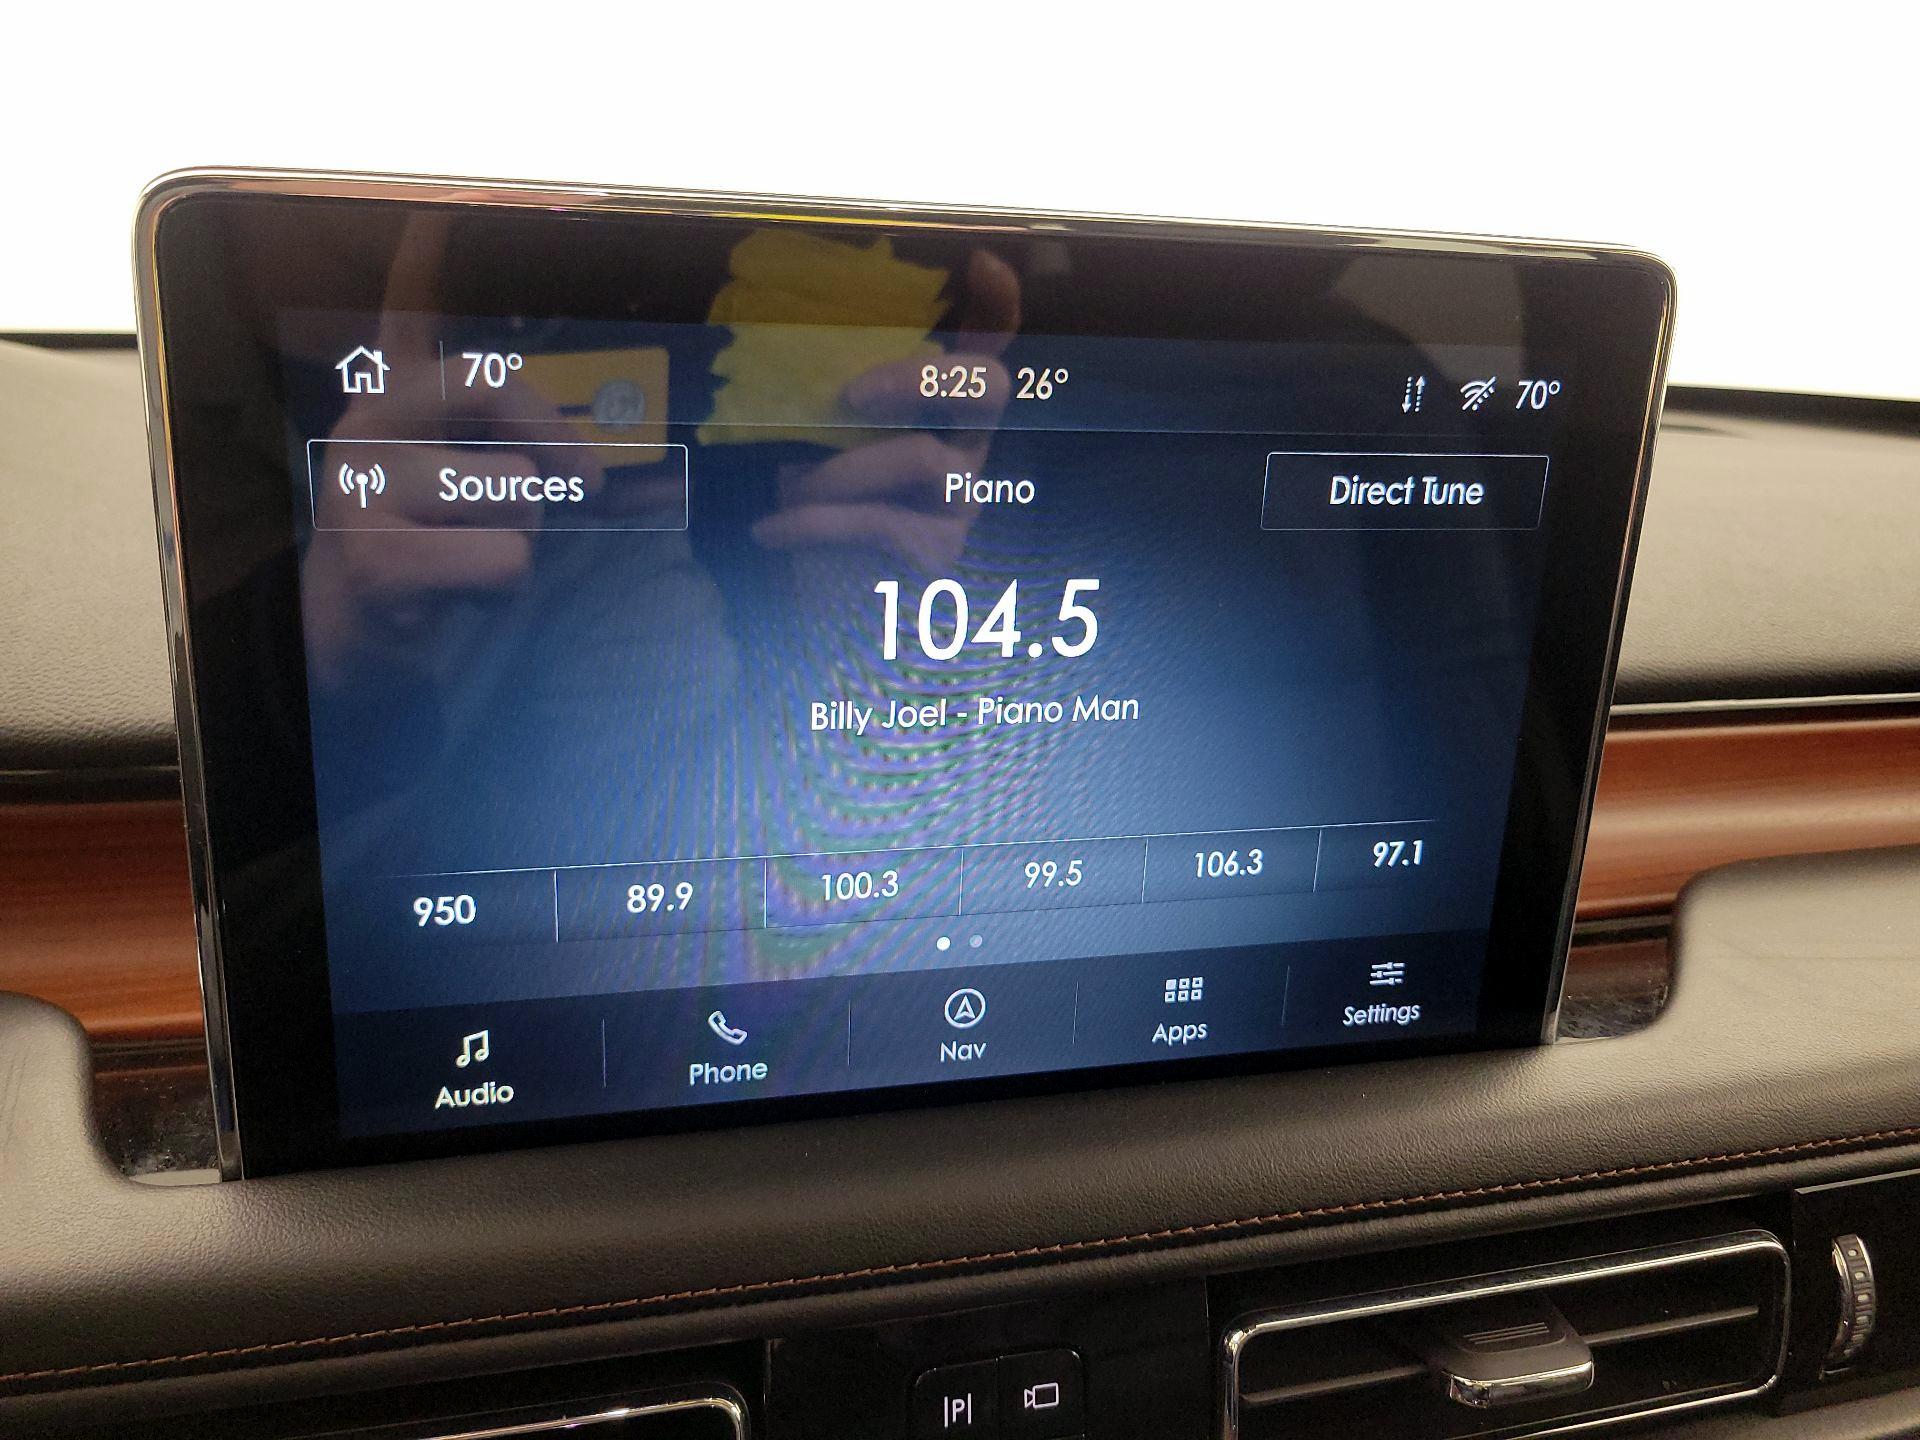 70° 8:25 26° 70°
Sources Piano Direct Tune
104.5
Billy Joel - Piano Man
950 89.9 100.3 99.5 106.3 97.1
Audio Phone Nav Apps Settings
|P|